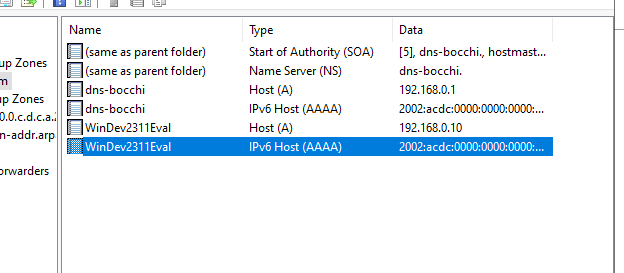 Name Type Data
up Zones
(same as parent folder) Start of Authority (SOA) [5], dns-bocchi., hostmast...
m
(same as parent folder) Name Server (NS) dns-bocchi.
dns-bocchi Host (A) 192.168.0.1
up Zones
dns-bocchi IPv6 Host (AAAA) 2002:acdc:0000:0000:0000:...
0.0.c.d.c.a.2
WinDev2311Eval Host (A) 192.168.0.10
n-addr.arp
WinDev2311Eval IPv6 Host (AAAA) 2002:acdc:0000:0000:0000:...
orwarders